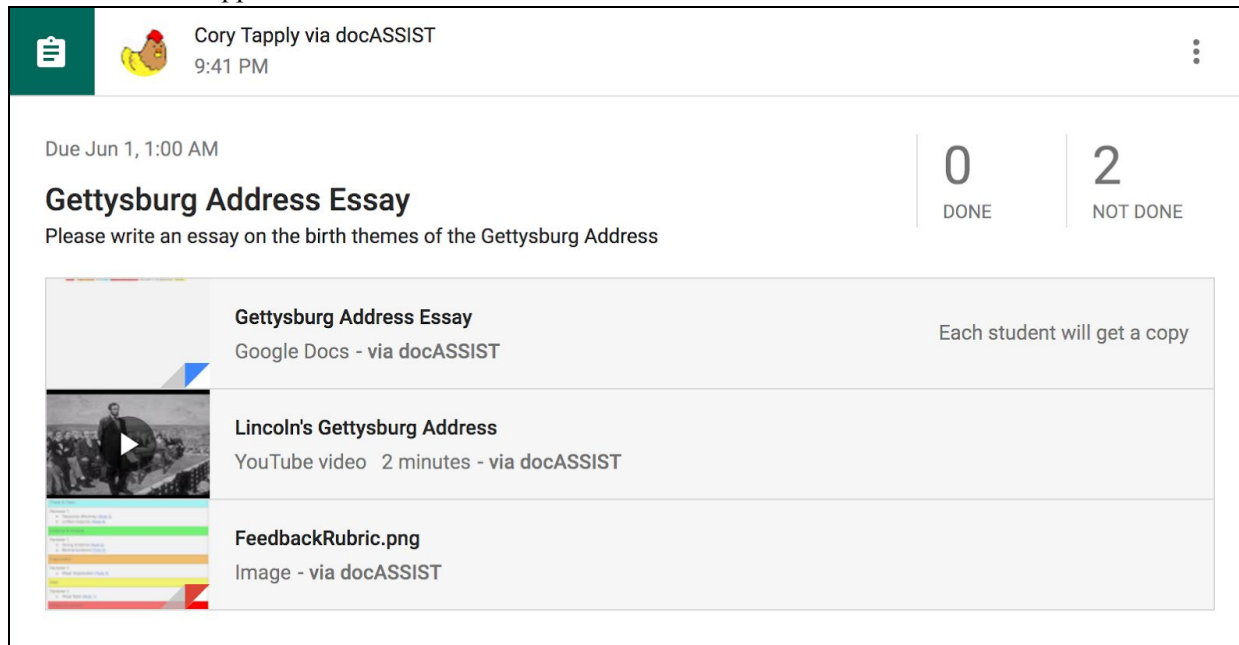 Cory Tapply via docASSIST
9:41 PM
Due Jun 1, 1:00 AM
0
DONE
2
NOT DONE
Gettysburg Address Essay
Please write an essay on the birth themes of the Gettysburg Address
Gettysburg Address Essay
Google Docs - via docASSIST
Each student will get a copy
Lincoln's Gettysburg Address
YouTube video 2 minutes - via docASSIST
FeedbackRubric.png
Image - via docASSIST